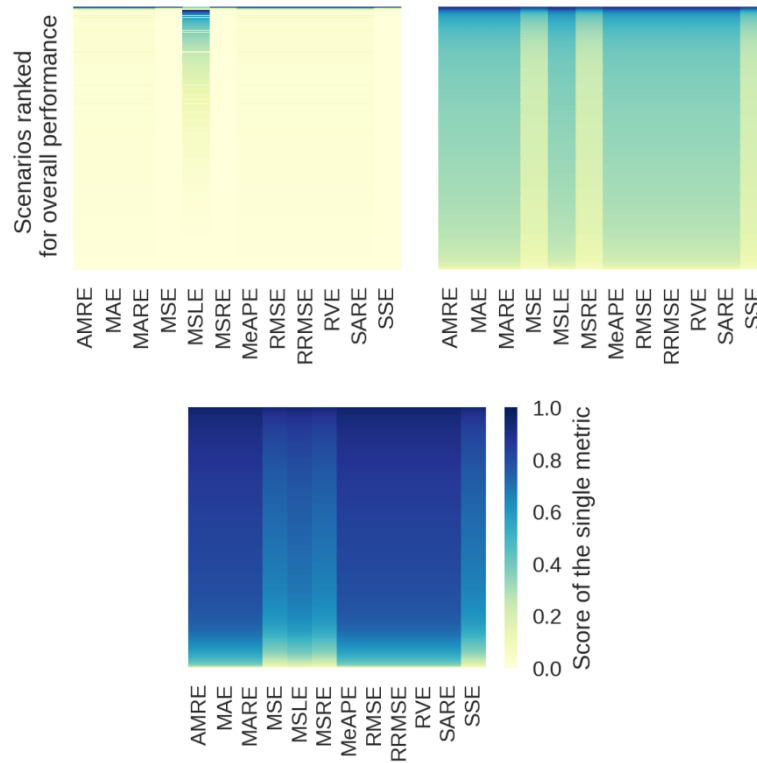 Scenarios ranked
for overall performance
AMRE
MAE
MARE
MSE
MSLE
MSRE
MeAPE
RMSE
RRMSE
RVE
SARE
SSE
AMRE
MAE
MARE
MSE
MSLE
MSRE
MeAPE
RMSE
RRMSE
RVE
SARE
SSE
1.0
0.8
0.6
0.4
0.2
0.0
Score of the single metric
AMRE
MAE
MARE
MSE
MSLE
MSRE
MeAPE
RMSE
RRMSE
RVE
SARE
SSE